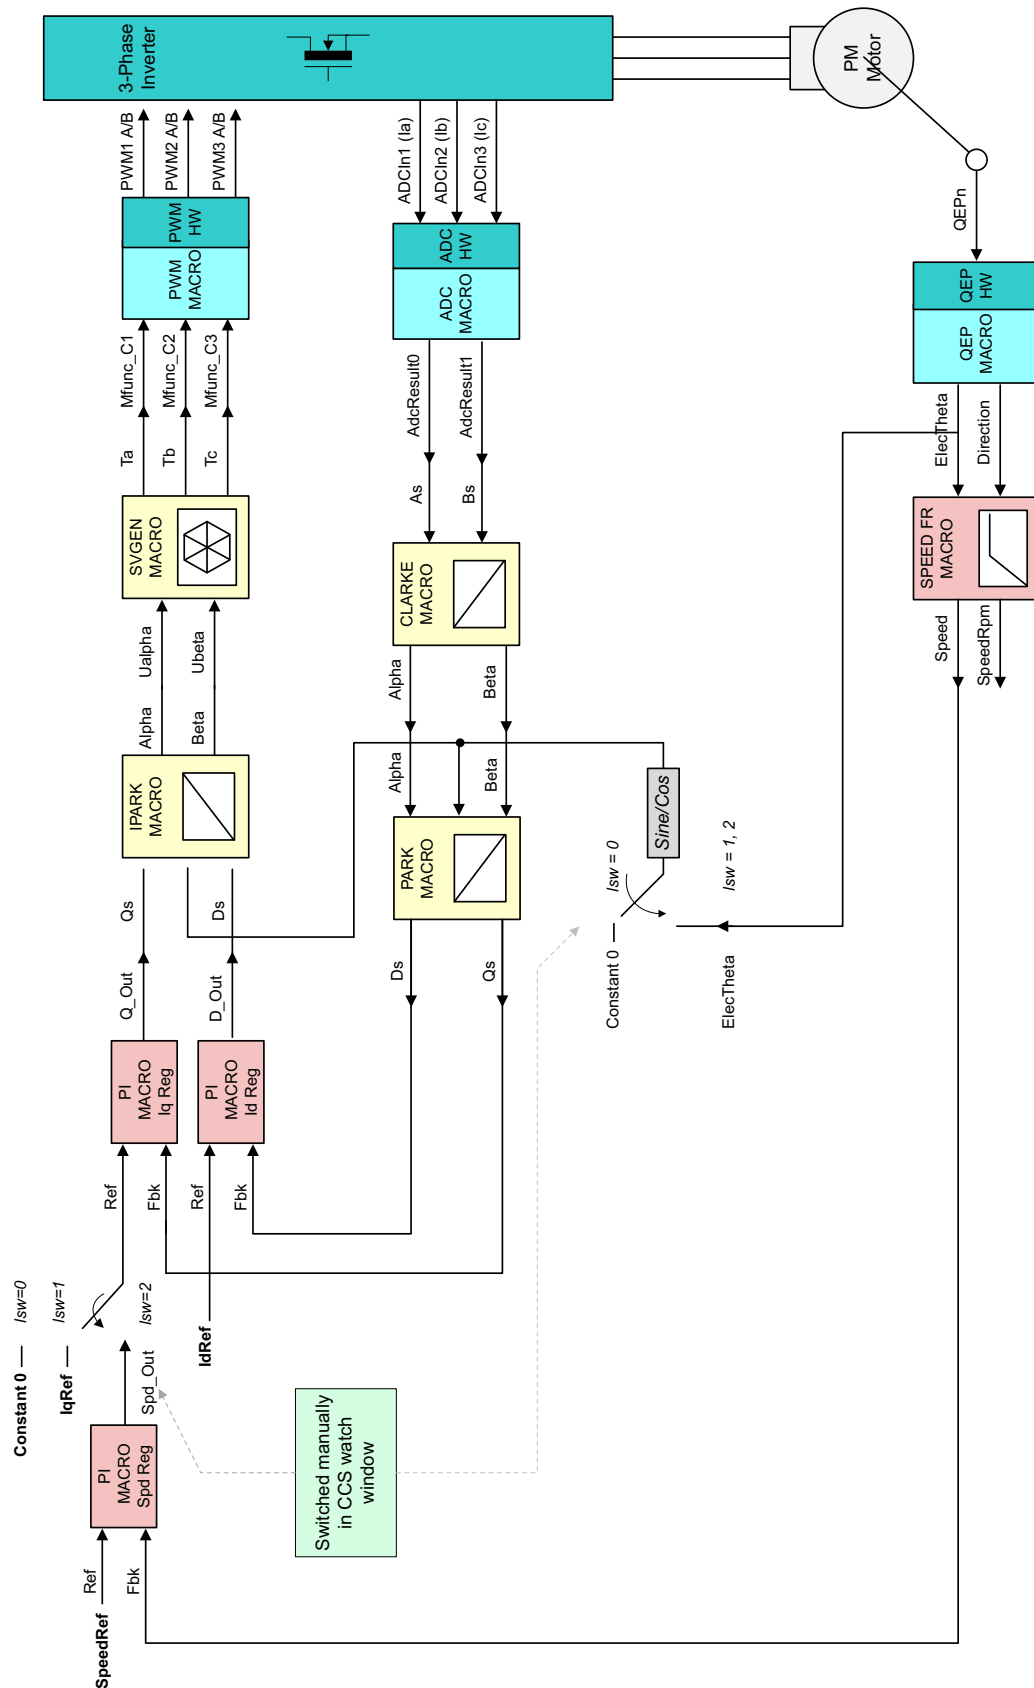 Constant 0
Isw=0
IqRef
Isw=1
Isw=2
SpeedRef
Ref
Fbk
PI
MACRO
Spd Reg
Spd_Out
IdRef
Ref
Fbk
Ref
Fbk
PI
MACRO
Iq Reg
PI
MACRO
Id Reg
Q_Out
Qs
D_Out
Ds
IPARK
MACRO
Alpha
Ualpha
Beta
Ubeta
SVGEN
MACRO
Ta
Mfunc_C1
Tb
Mfunc_C2
Tc
Mfunc_C3
PWM
MACRO
PWM
HW
PWM1 A/B
PWM2 A/B
PWM3 A/B
3-Phase
Inverter
Switched manually
in CCS watch
window
Ds
Qs
PARK
MACRO
Alpha
Alpha
Beta
Beta
CLARKE
MACRO
As
AdcResult0
Bs
AdcResult1
ADC
MACRO
ADC
HW
ADCIn1 (Ia)
ADCIn2 (Ib)
ADCIn3 (Ic)
Constant 0
Isw = 0
Sine/Cos
ElecTheta
Isw = 1, 2
PM
Motor
Speed
SpeedRpm
SPEED FR
MACRO
ElecTheta
Direction
QEP
MACRO
QEP
HW
QEPn